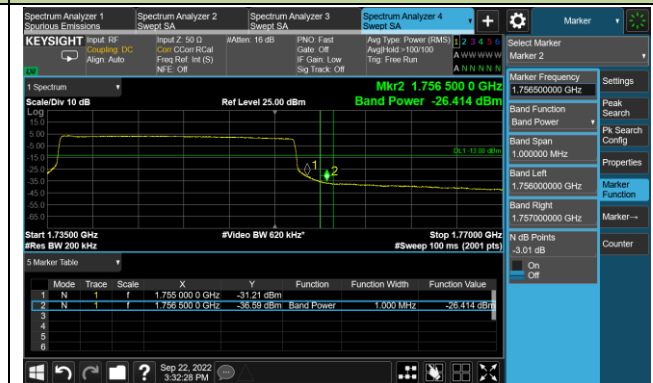 Spectrum Analyzer 1
Spurious Emissions
Spectrum Analyzer 2
Swept SA
Spectrum Analyzer 3
Swept SA
Spectrum Analyzer 4
Swept SA
+
Marker
KEYSIGHT
Input: RF
Coupling: DC
Align: Auto
Input Z: 50 Ω
Corr CCorr RCal
Freq Ref: Int (S)
NFE: Off
#Atten: 16 dB
PNO: Fast
Gate: Off
IF Gain: Low
Sig Track: Off
Avg Type: Power (RMS)
Avg|Hold:>100/100
Trig: Free Run
1 2 3 4 5 6
A W W W W W
A N N N N N
LW
Select Marker
Marker 2
1 Spectrum
Mkr2 1.756 500 0 GHz
Scale/Div 10 dB
Ref Level 25.00 dBm
Band Power -26.414 dBm
Log
15.0
5.00
-5.00
-15.0
-25.0
-35.0
-45.0
-55.0
-65.0
DL1 -13.00 dBm
1
2
Start 1.73500 GHz
#Video BW 620 kHz*
Stop 1.77000 GHz
#Res BW 200 kHz
#Sweep 100 ms (2001 pts)
Marker Frequency
1.756500000 GHz
Band Function
Band Power
Band Span
1.000000 MHz
Band Left
1.756000000 GHz
Band Right
1.757000000 GHz
N dB Points
-3.01 dB
On
Off
Settings
Peak
Search
Pk Search
Config
Properties
Marker
Function
Marker→
Counter
5 Marker Table
Mode Trace Scale X Y Function Function Width Function Value
1 N 1 f 1.755 000 0 GHz -31.21 dBm
2 N 1 f 1.756 500 0 GHz -36.59 dBm Band Power 1.000 MHz -26.414 dBm
3
4
5
6
?
Sep 22, 2022
3:32:28 PM